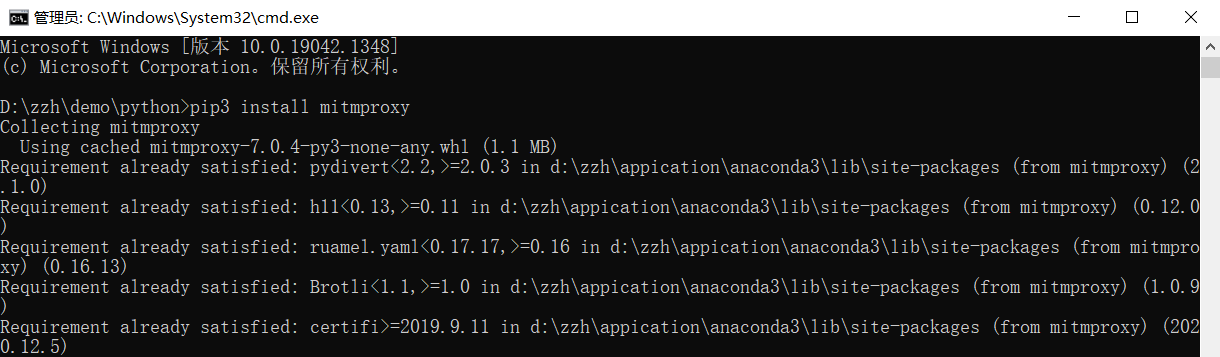 管理员: C:\Windows\System32\cmd.exe
Microsoft Windows [版本 10.0.19042.1348]
(c) Microsoft Corporation。保留所有权利。
D:\zzh\demo\python>pip3 install mitmproxy
Collecting mitmproxy
  Using cached mitmproxy-7.0.4-py3-none-any.whl (1.1 MB)
Requirement already satisfied: pydivert<2.2,>=2.0.3 in d:\zzh\appication\anaconda3\lib\site-packages (from mitmproxy) (2
.1.0)
Requirement already satisfied: h11<0.13,>=0.11 in d:\zzh\appication\anaconda3\lib\site-packages (from mitmproxy) (0.12.0
)
Requirement already satisfied: ruamel.yaml<0.17.17,>=0.16 in d:\zzh\appication\anaconda3\lib\site-packages (from mitmpro
xy) (0.16.13)
Requirement already satisfied: Brotli<1.1,>=1.0 in d:\zzh\appication\anaconda3\lib\site-packages (from mitmproxy) (1.0.9
)
Requirement already satisfied: certifi>=2019.9.11 in d:\zzh\appication\anaconda3\lib\site-packages (from mitmproxy) (202
0.12.5)